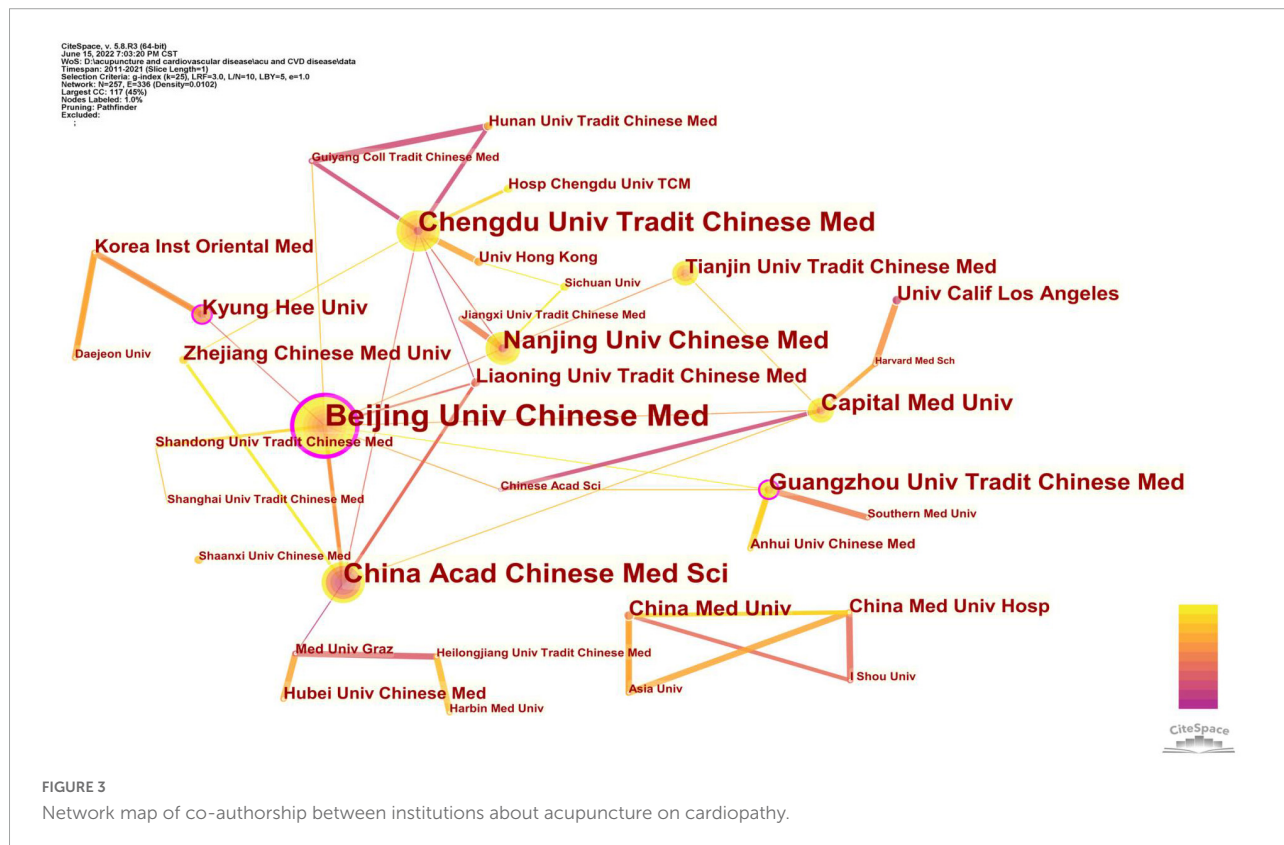 CiteSpace, v. 5.8.R3 (64-bit)
June 15, 2022 7:03:20 PM CST
WoS: D:\acupuncture and cardiovascular disease\acu and CVD disease\data
Timespan: 2011-2021 (Slice Length=1)
Selection Criteria: g-index (k=25), LRF=3.0, L/N=10, LBY=5, e=1.0
Network: N=257, E=336 (Density=0.0102)
Largest CC: 117 (45%)
Nodes Labeled: 1.0%
Pruning: Pathfinder
Excluded:
;
Hunan Univ Tradit Chinese Med
Guiyang Coll Tradit Chinese Med
Hosp Chengdu Univ TCM
Chengdu Univ Tradit Chinese Med
Korea Inst Oriental Med
Univ Hong Kong
Tianjin Univ Tradit Chinese Med
Sichuan Univ
Univ Calif Los Angeles
Kyung Hee Univ
Jiangxi Univ Tradit Chinese Med
Nanjing Univ Chinese Med
Daejeon Univ
Zhejiang Chinese Med Univ
Harvard Med Sch
Liaoning Univ Tradit Chinese Med
Capital Med Univ
Beijing Univ Chinese Med
Shandong Univ Tradit Chinese Med
Guangzhou Univ Tradit Chinese Med
Chinese Acad Sci
Shanghai Univ Tradit Chinese Med
Southern Med Univ
Anhui Univ Chinese Med
Shaanxi Univ Chinese Med
China Acad Chinese Med Sci
China Med Univ
China Med Univ Hosp
Med Univ Graz
Heilongjiang Univ Tradit Chinese Med
I Shou Univ
Asia Univ
Hubei Univ Chinese Med
Harbin Med Univ
CiteSpace
FIGURE 3
Network map of co-authorship between institutions about acupuncture on cardiopathy.